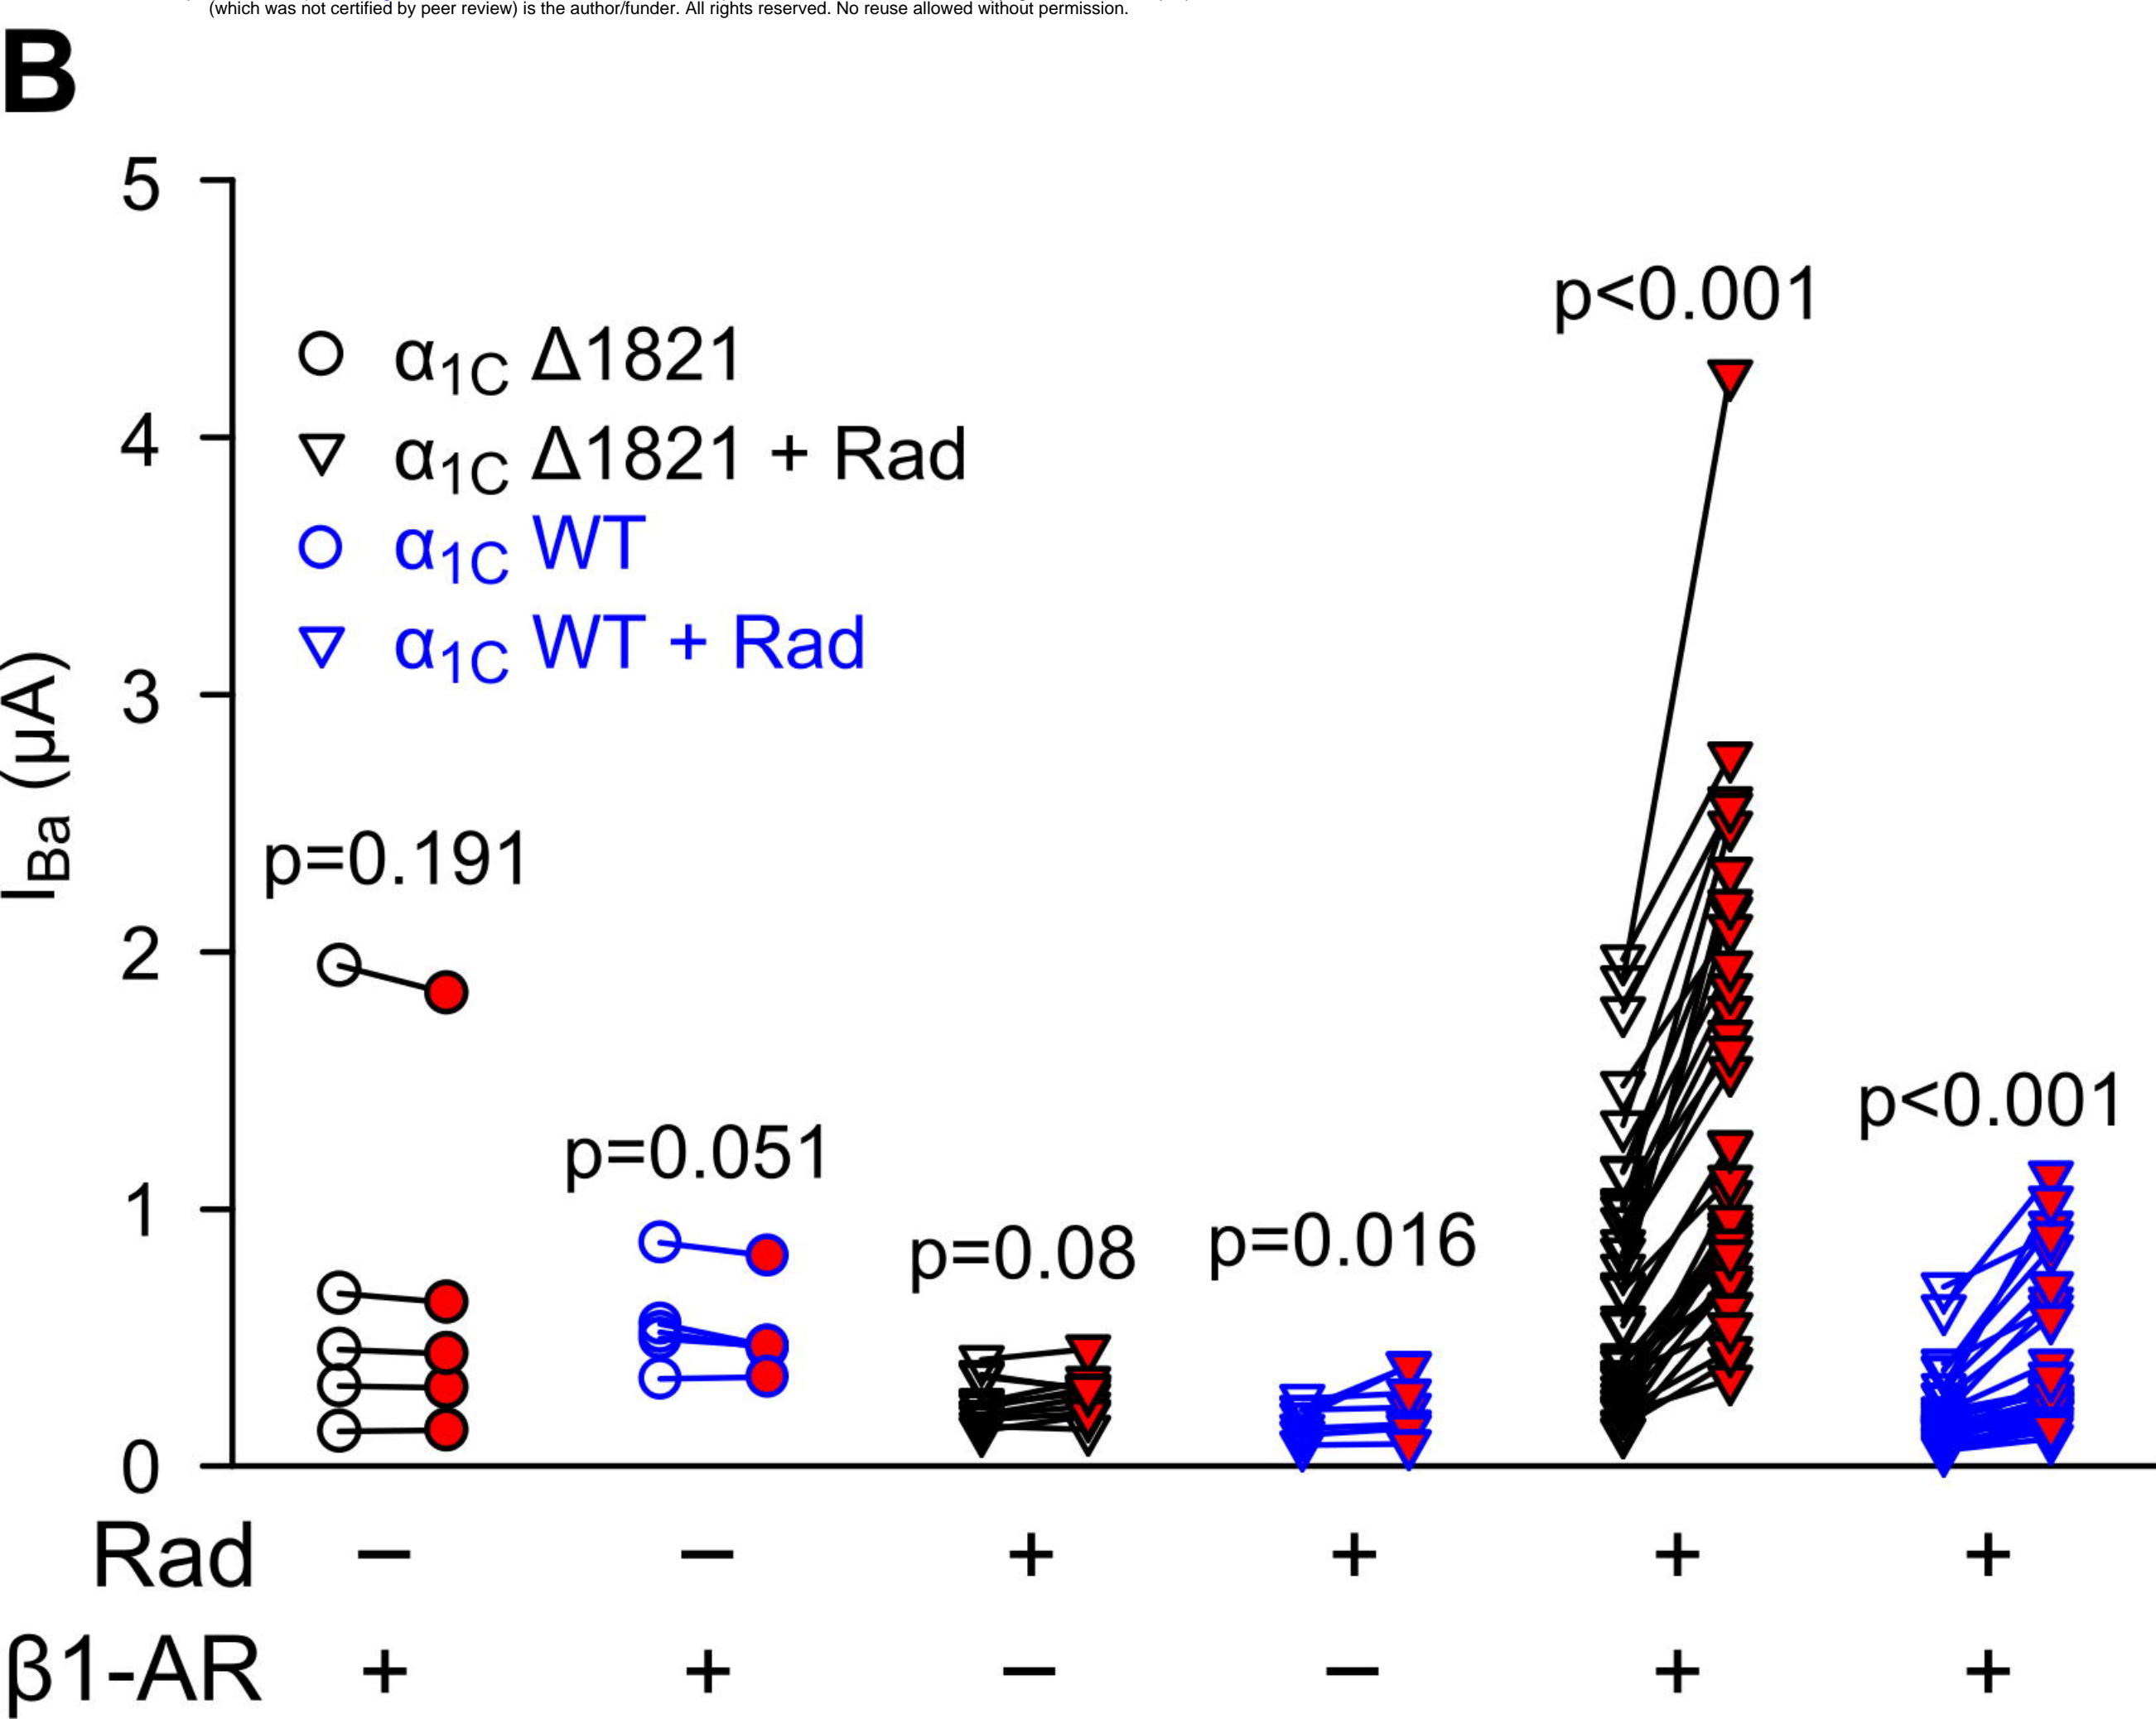 (which was not certified by peer review) is the author/funder. All rights reserved. No reuse allowed without permission.
B
5
4
3
2
1
0
I_Ba (µA)
α1C Δ1821
α1C Δ1821 + Rad
α1C WT
α1C WT + Rad
p=0.191
p=0.051
p=0.08
p=0.016
p<0.001
p<0.001
Rad − − + + + +
β1-AR + + − − + +